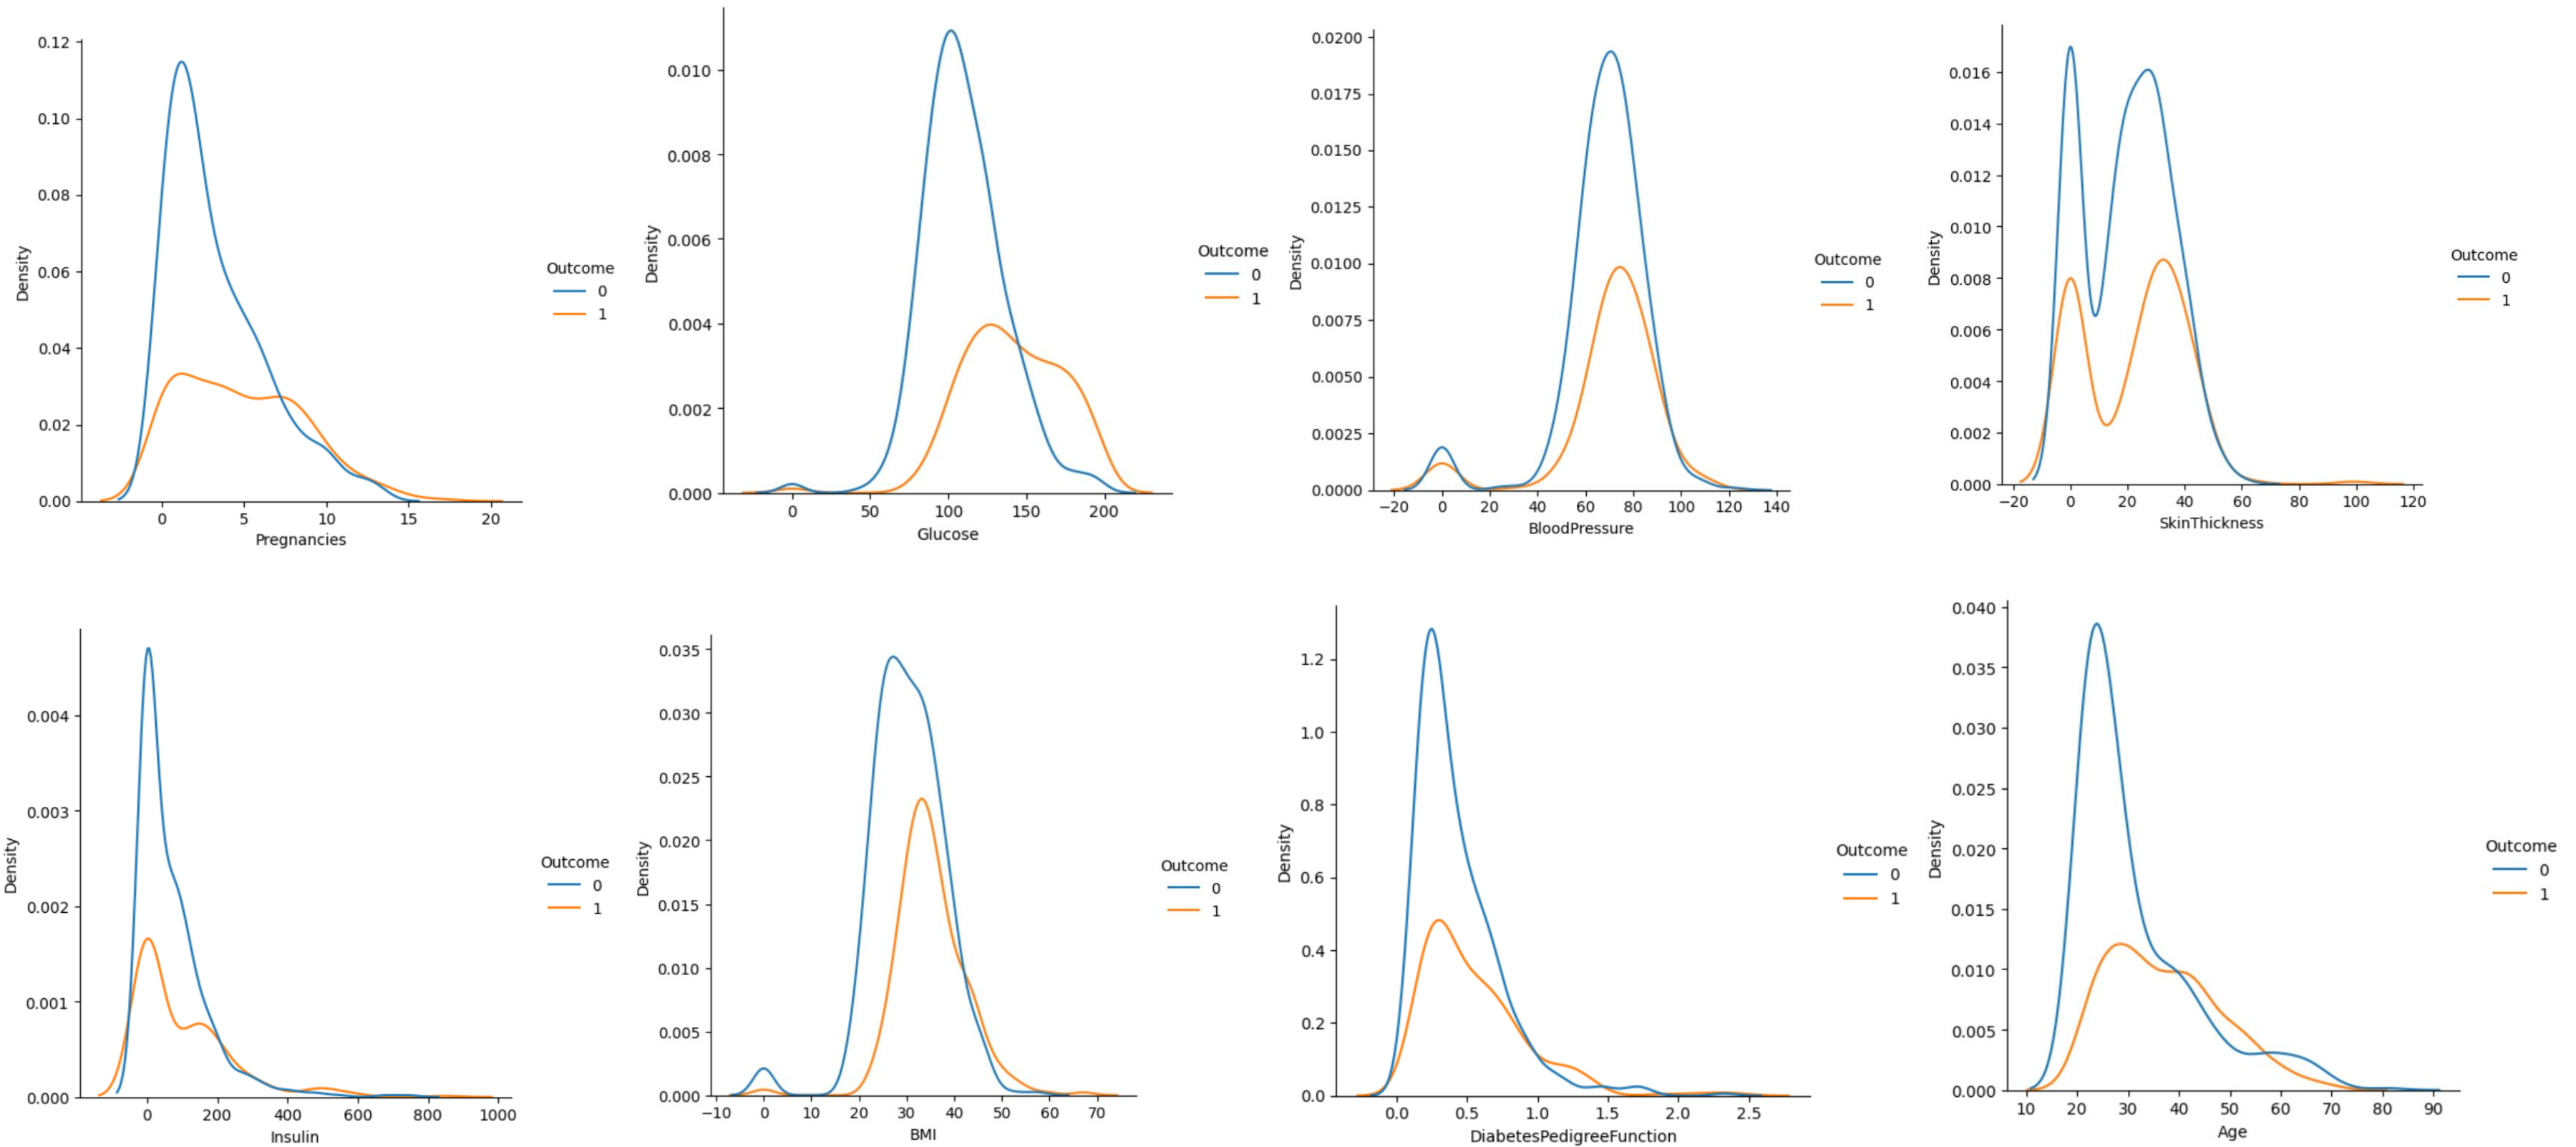 0.12
0.10
0.08
0.06
0.04
0.02
0.00
Density
0 5 10 15 20
Pregnancies
Outcome
0
1
0.010
0.008
0.006
0.004
0.002
0.000
Density
0 50 100 150 200
Glucose
Outcome
0
1
0.0200
0.0175
0.0150
0.0125
0.0100
0.0075
0.0050
0.0025
0.0000
Density
−20 0 20 40 60 80 100 120 140
BloodPressure
Outcome
0
1
0.016
0.014
0.012
0.010
0.008
0.006
0.004
0.002
0.000
Density
−20 0 20 40 60 80 100 120
SkinThickness
Outcome
0
1
0.004
0.003
0.002
0.001
0.000
Density
0 200 400 600 800 1000
Insulin
Outcome
0
1
0.035
0.030
0.025
0.020
0.015
0.010
0.005
0.000
Density
−10 0 10 20 30 40 50 60 70
BMI
Outcome
0
1
1.2
1.0
0.8
0.6
0.4
0.2
0.0
Density
0.0 0.5 1.0 1.5 2.0 2.5
DiabetesPedigreeFunction
Outcome
0
1
0.040
0.035
0.030
0.025
0.020
0.015
0.010
0.005
0.000
Density
10 20 30 40 50 60 70 80 90
Age
Outcome
0
1